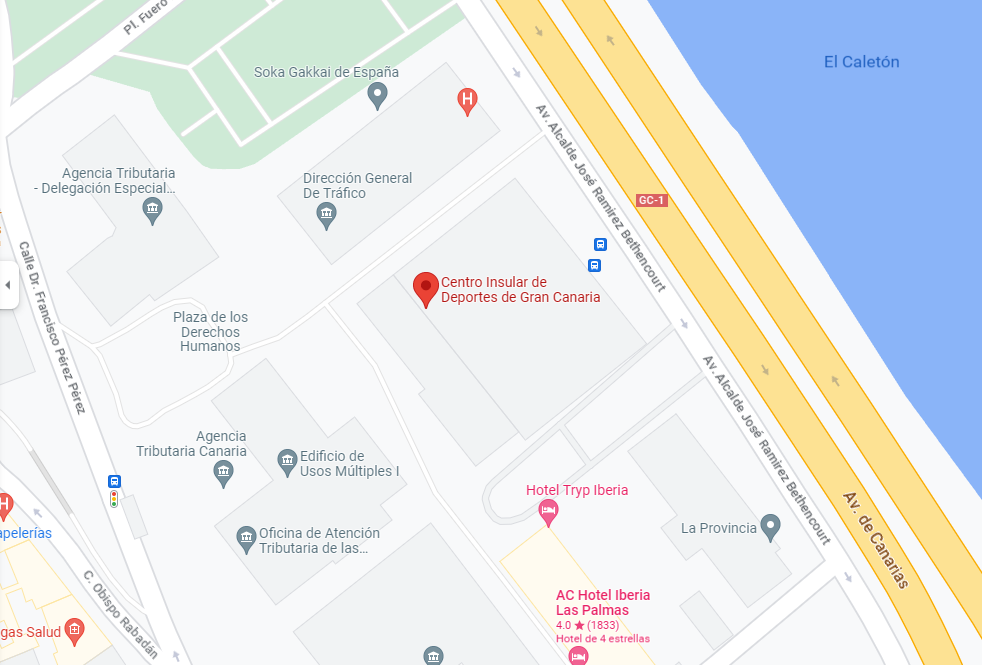 Pl. Fuero
El Caletón
Soka Gakkai de España
H
Av. Alcalde José Ramírez Bethencourt
Agencia Tributaria
- Delegación Especial...
Dirección General
De Tráfico
GC-1
Calle Dr. Francisco Pérez Pérez
Centro Insular de
Deportes de Gran Canaria
Plaza de los
Derechos
Humanos
Av. Alcalde José Ramírez Bethencourt
Agencia
Tributaria Canaria
Edificio de
Usos Múltiples I
Hotel Tryp Iberia
Av. de Canarias
H
apelerías
La Provincia
Oficina de Atención
Tributaria de las...
C. Obispo Rabadán
AC Hotel Iberia
Las Palmas
4.0 ★ (1833)
Hotel de 4 estrellas
gas Salud